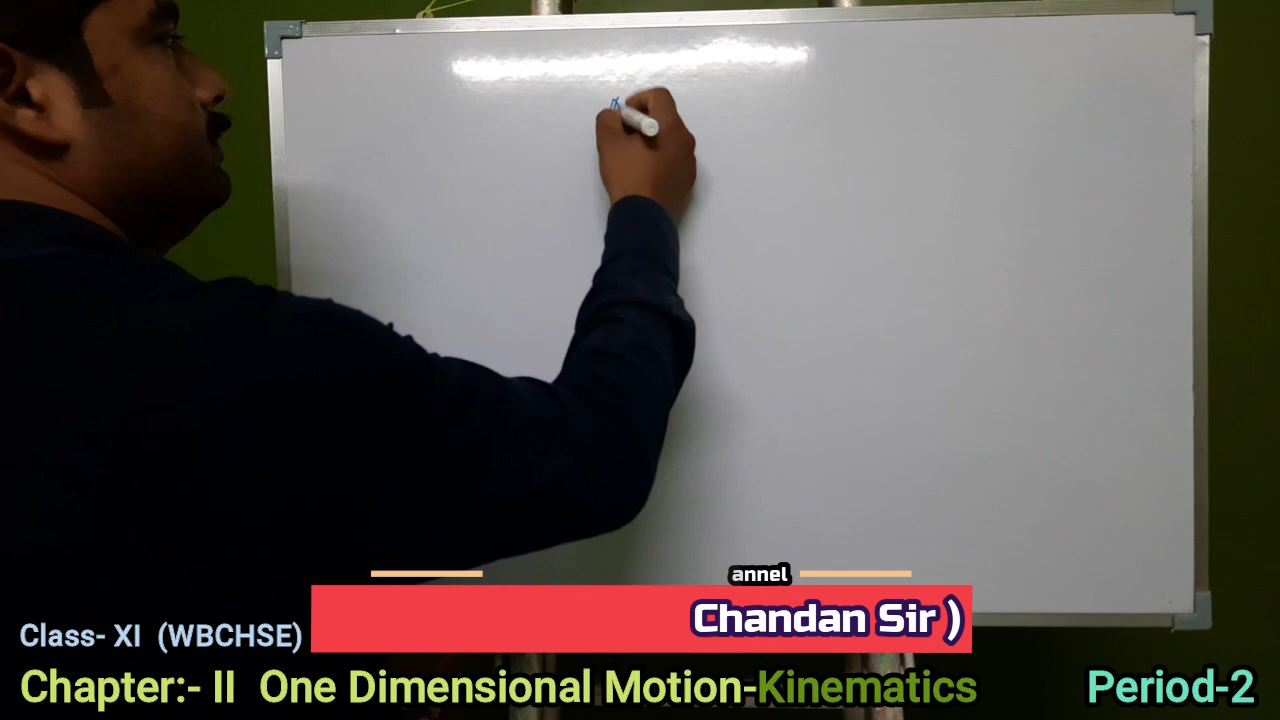 annel
Chandan Sir )
Class- XI (WBCHSE)
Chapter:- II One Dimensional Motion-Kinematics
Period-2